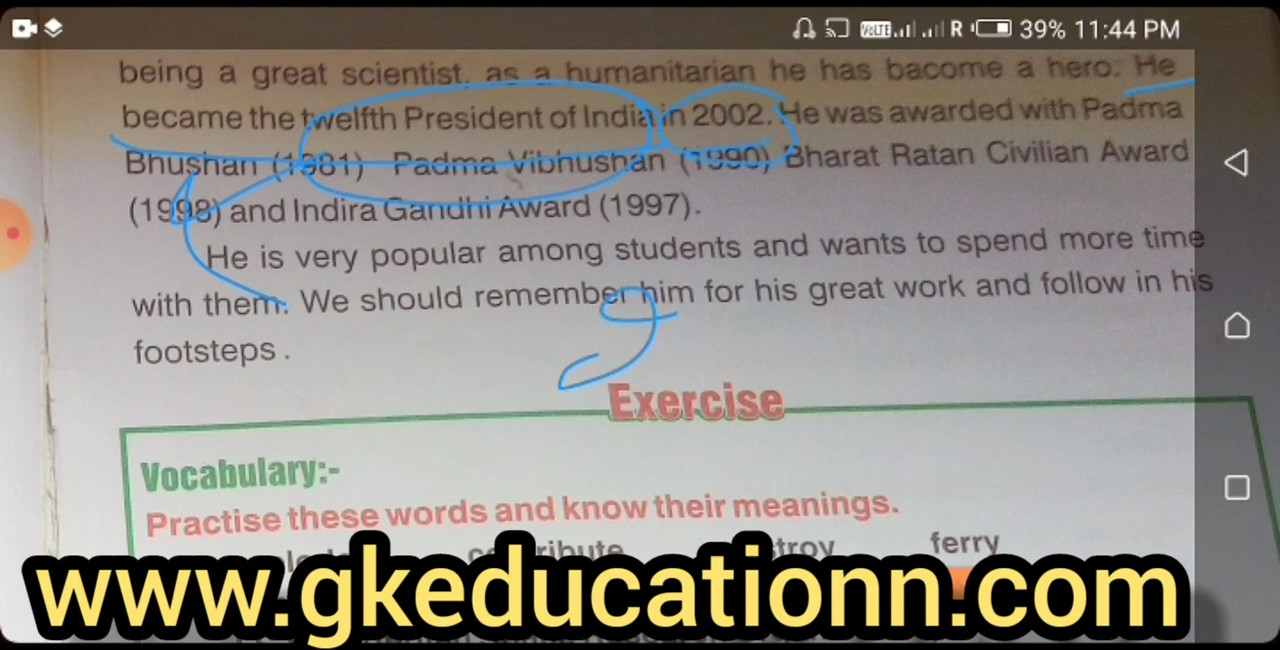 VoLTE R 39% 11:44 PM
being a great scientist, as a humanitarian he has bacome a hero. He
became the twelfth President of India in 2002. He was awarded with Padma
Bhushan (1981) Padma Vibhushan (1990) Bharat Ratan Civilian Award
(1998) and Indira Gandhi Award (1997).
He is very popular among students and wants to spend more time
with them. We should remember him for his great work and follow in his
footsteps .
Exercise
Vocabulary:-
Practise these words and know their meanings.
ferry
www.gkeducationn.com